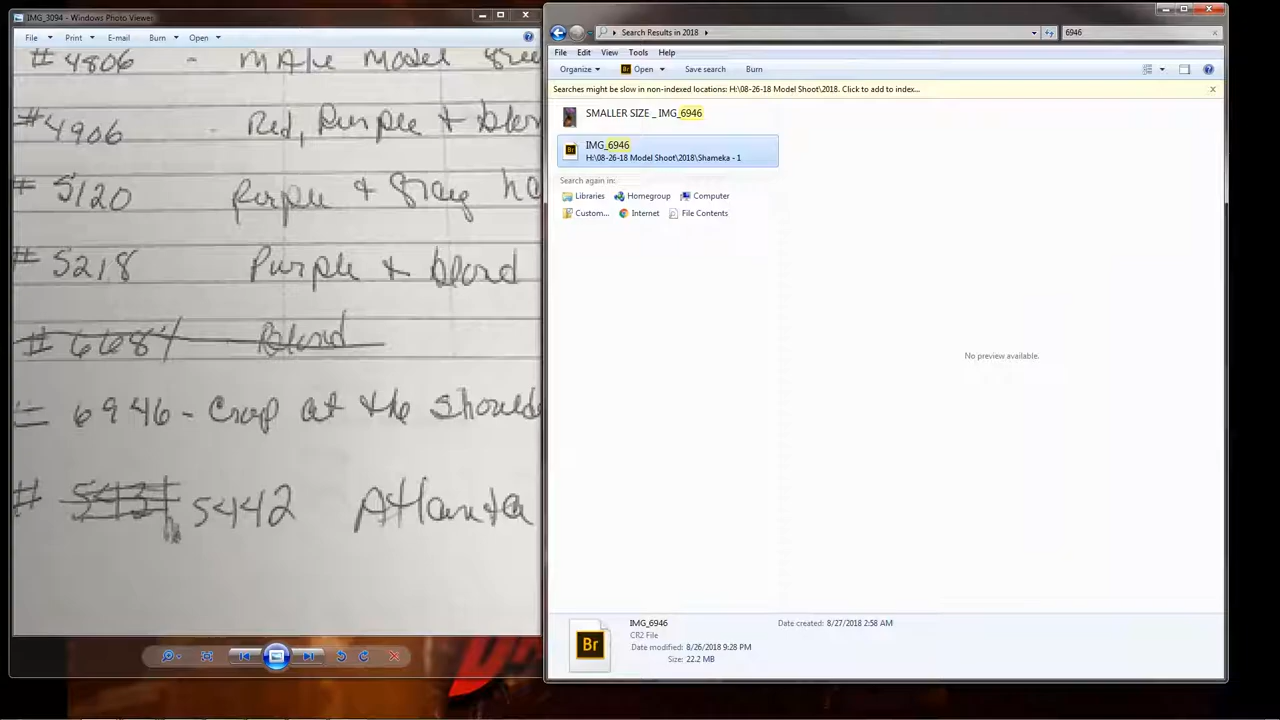 IMG_3094 - Windows Photo Viewer
File Print E-mail Burn Open
# 4806 - Male Model
#4906 - Red, Purple + blon
# 5120 Purple + Gray ha
# 5218 Purple + blond
# 6684 Blond
= 6946 - Crop at the should
# 5442 Atlanta
Search Results in 2018
6946
File Edit View Tools Help
Organize Br Open Save search Burn
Searches might be slow in non-indexed locations: H:\08-26-18 Model Shoot\2018. Click to add to index...
SMALLER SIZE _ IMG_6946
Br IMG_6946
H:\08-26-18 Model Shoot\2018\Shameka - 1
Search again in:
Libraries Homegroup Computer
Custom... Internet File Contents
No preview available.
Br
IMG_6946 Date created: 8/27/2018 2:58 AM
CR2 File
Date modified: 8/26/2018 9:28 PM
Size: 22.2 MB